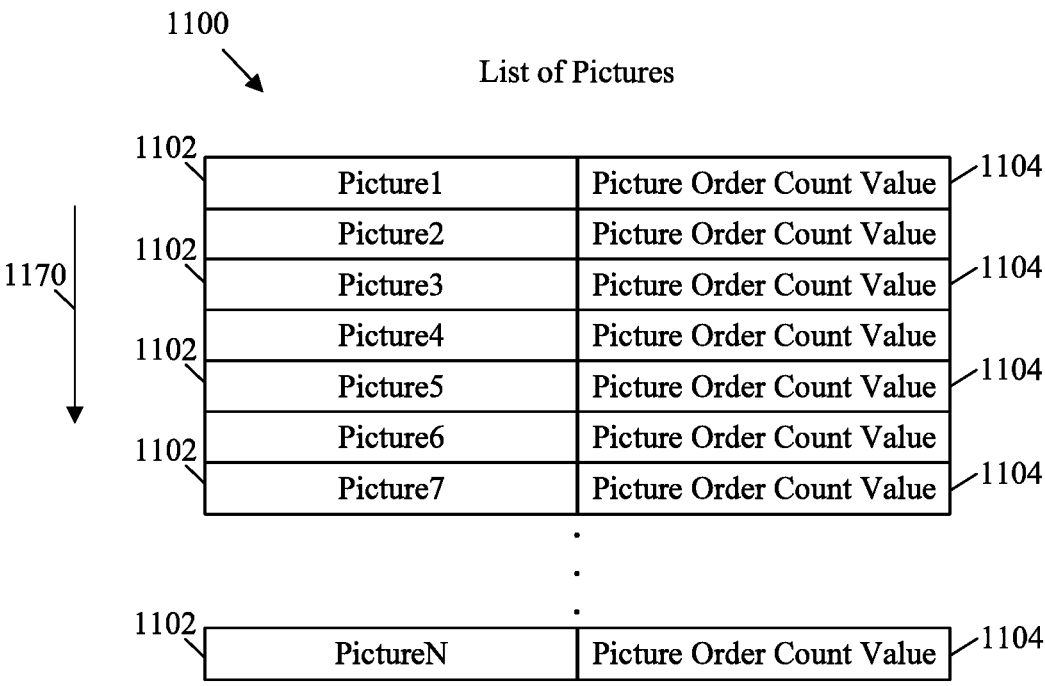 1100
List of Pictures
1102 Picture1 Picture Order Count Value 1104
Picture2 Picture Order Count Value
1102 Picture3 Picture Order Count Value 1104
1170
Picture4 Picture Order Count Value
1102 Picture5 Picture Order Count Value 1104
Picture6 Picture Order Count Value
1102 Picture7 Picture Order Count Value 1104
1102 PictureN Picture Order Count Value 1104